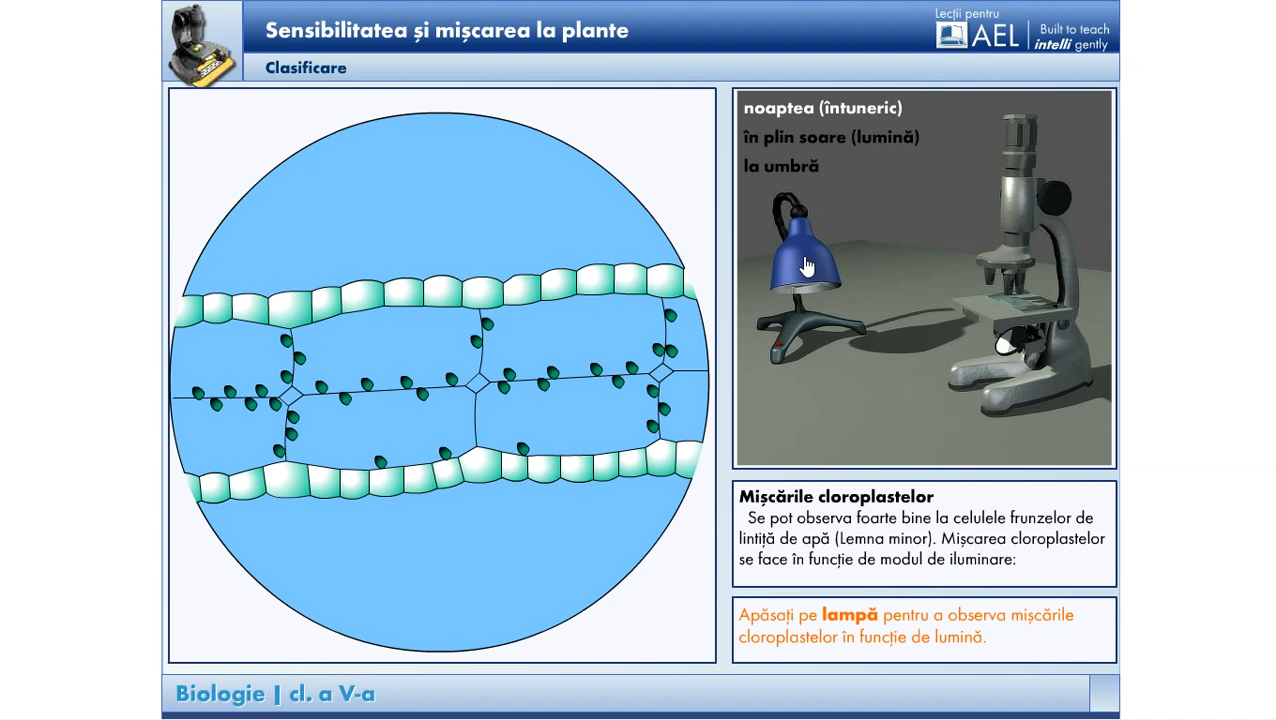 Sensibilitatea și mișcarea la plante
Lecții pentru
AEL
Built to teach
intelli gently
Clasificare
noaptea (întuneric)
în plin soare (lumină)
la umbră
Mișcările cloroplastelor
Se pot observa foarte bine la celulele frunzelor de
lintiță de apă (Lemna minor). Mișcarea cloroplastelor
se face în funcție de modul de iluminare:
Apăsați pe lampă pentru a observa mișcările
cloroplastelor în funcție de lumină.
Biologie | cl. a V-a